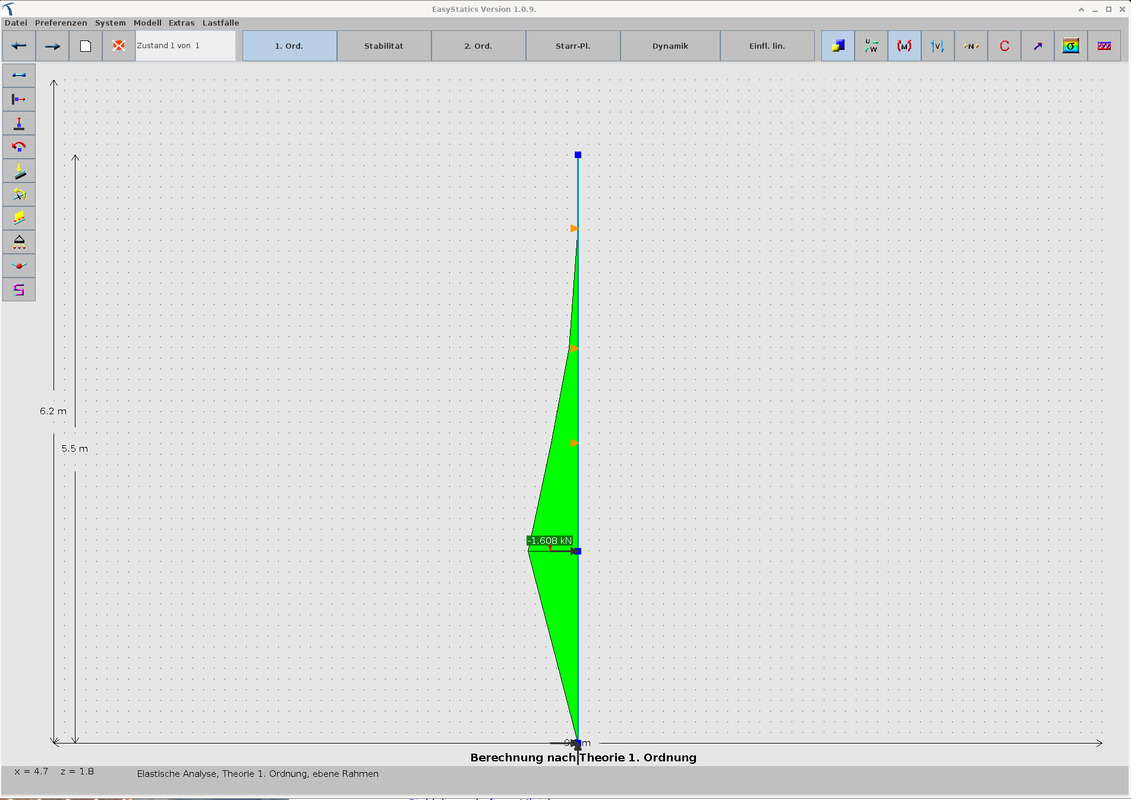 EasyStatics Version 1.0.9.
Datei Preferenzen System Modell Extras Lastfälle
Zustand 1 von 1
1. Ord. Stabilität 2. Ord. Starr-Pl. Dynamik Einfl. lin.
U W M V N C σ
6.2 m
5.5 m
-1.608 kN
m
Berechnung nach Theorie 1. Ordnung
x = 4.7 z = 1.8
Elastische Analyse, Theorie 1. Ordnung, ebene Rahmen